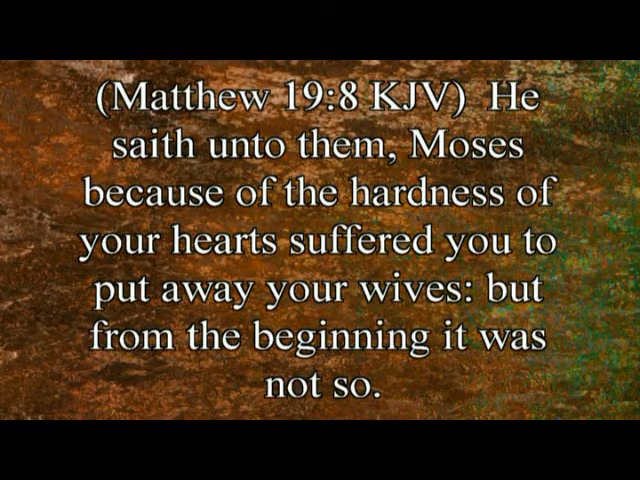 (Matthew 19:8 KJV)  He
saith unto them, Moses
because of the hardness of
your hearts suffered you to
put away your wives: but
from the beginning it was
not so.